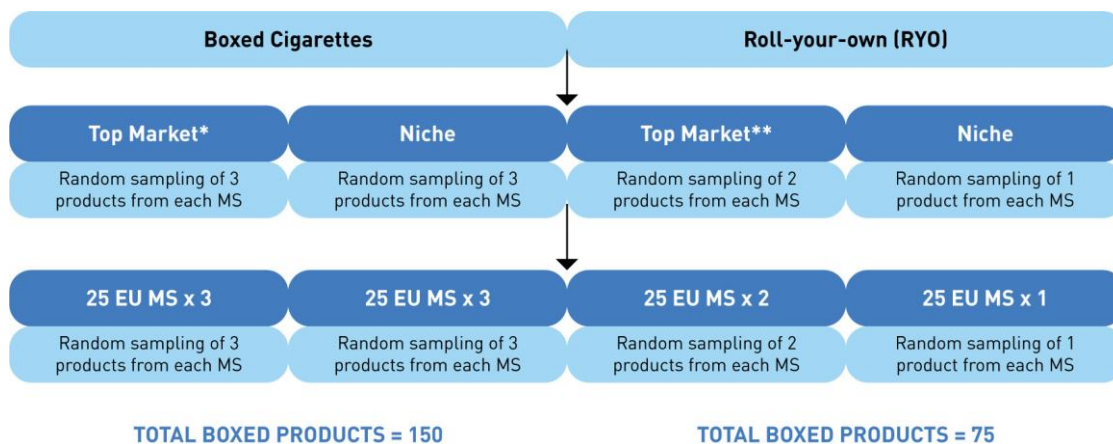 Boxed Cigarettes
Roll-your-own (RYO)
Top Market*
Niche
Top Market**
Niche
Random sampling of 3
products from each MS
Random sampling of 3
products from each MS
Random sampling of 2
products from each MS
Random sampling of 1
product from each MS
25 EU MS x 3
25 EU MS x 3
25 EU MS x 2
25 EU MS x 1
Random sampling of 3
products from each MS
Random sampling of 3
products from each MS
Random sampling of 2
products from each MS
Random sampling of 1
product from each MS
TOTAL BOXED PRODUCTS = 150
TOTAL BOXED PRODUCTS = 75